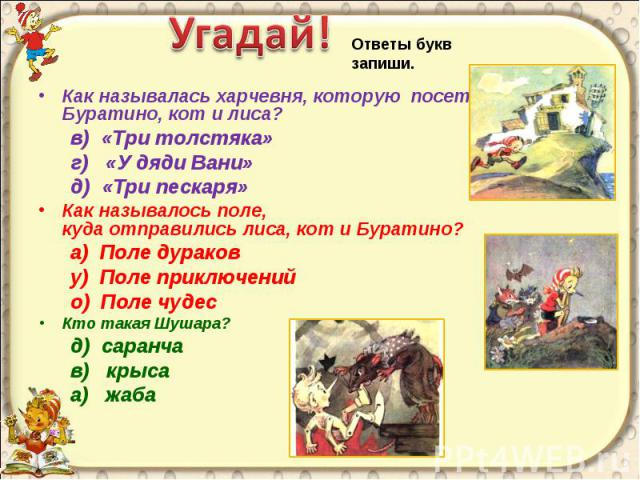 Угадай!
Ответы букв
запиши.
• Как называлась харчевня, которую посет
Буратино, кот и лиса?
в) «Три толстяка»
г) «У дяди Вани»
д) «Три пескаря»
• Как называлось поле,
куда отправились лиса, кот и Буратино?
а) Поле дураков
у) Поле приключений
о) Поле чудес
• Кто такая Шушара?
д) саранча
в) крыса
а) жаба
PPt4WEB.ru